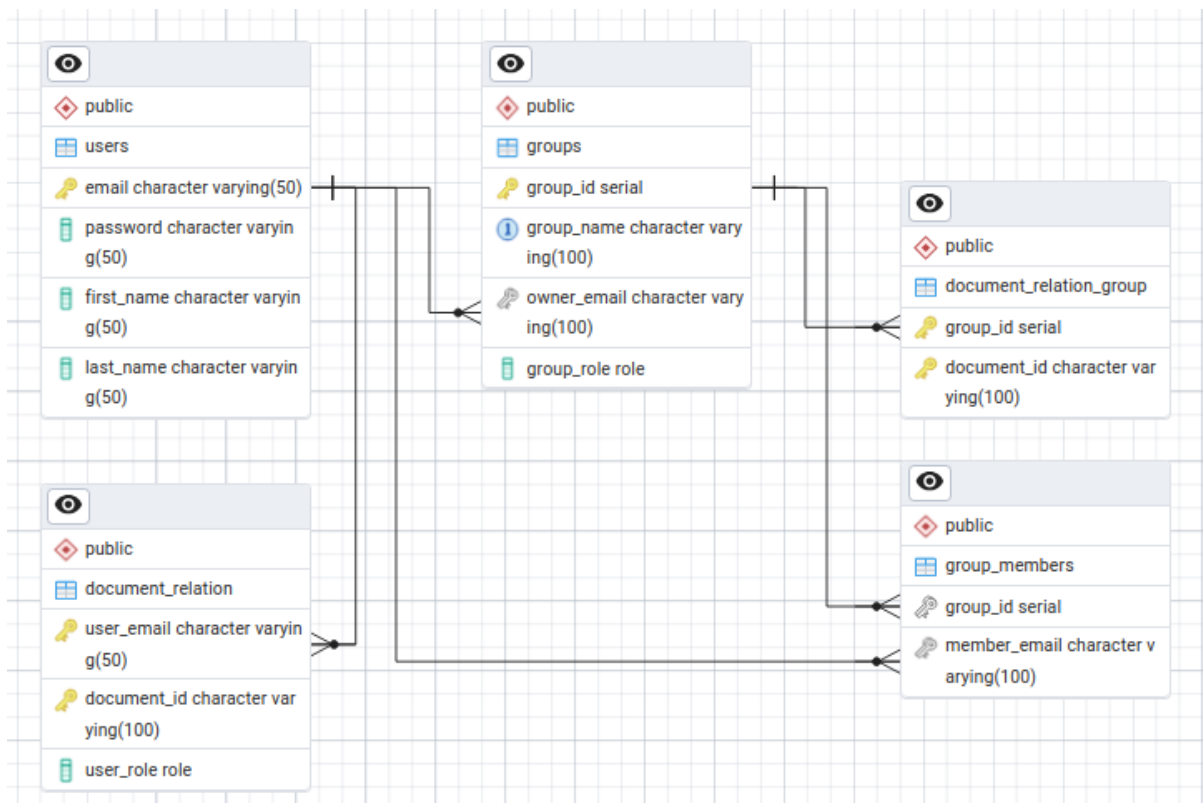 public
users
email character varying(50)
password character varyin
g(50)
first_name character varyin
g(50)
last_name character varyin
g(50)
public
groups
group_id serial
group_name character vary
ing(100)
owner_email character vary
ing(100)
group_role role
public
document_relation_group
group_id serial
document_id character var
ying(100)
public
document_relation
user_email character varyin
g(50)
document_id character var
ying(100)
user_role role
public
group_members
group_id serial
member_email character v
arying(100)